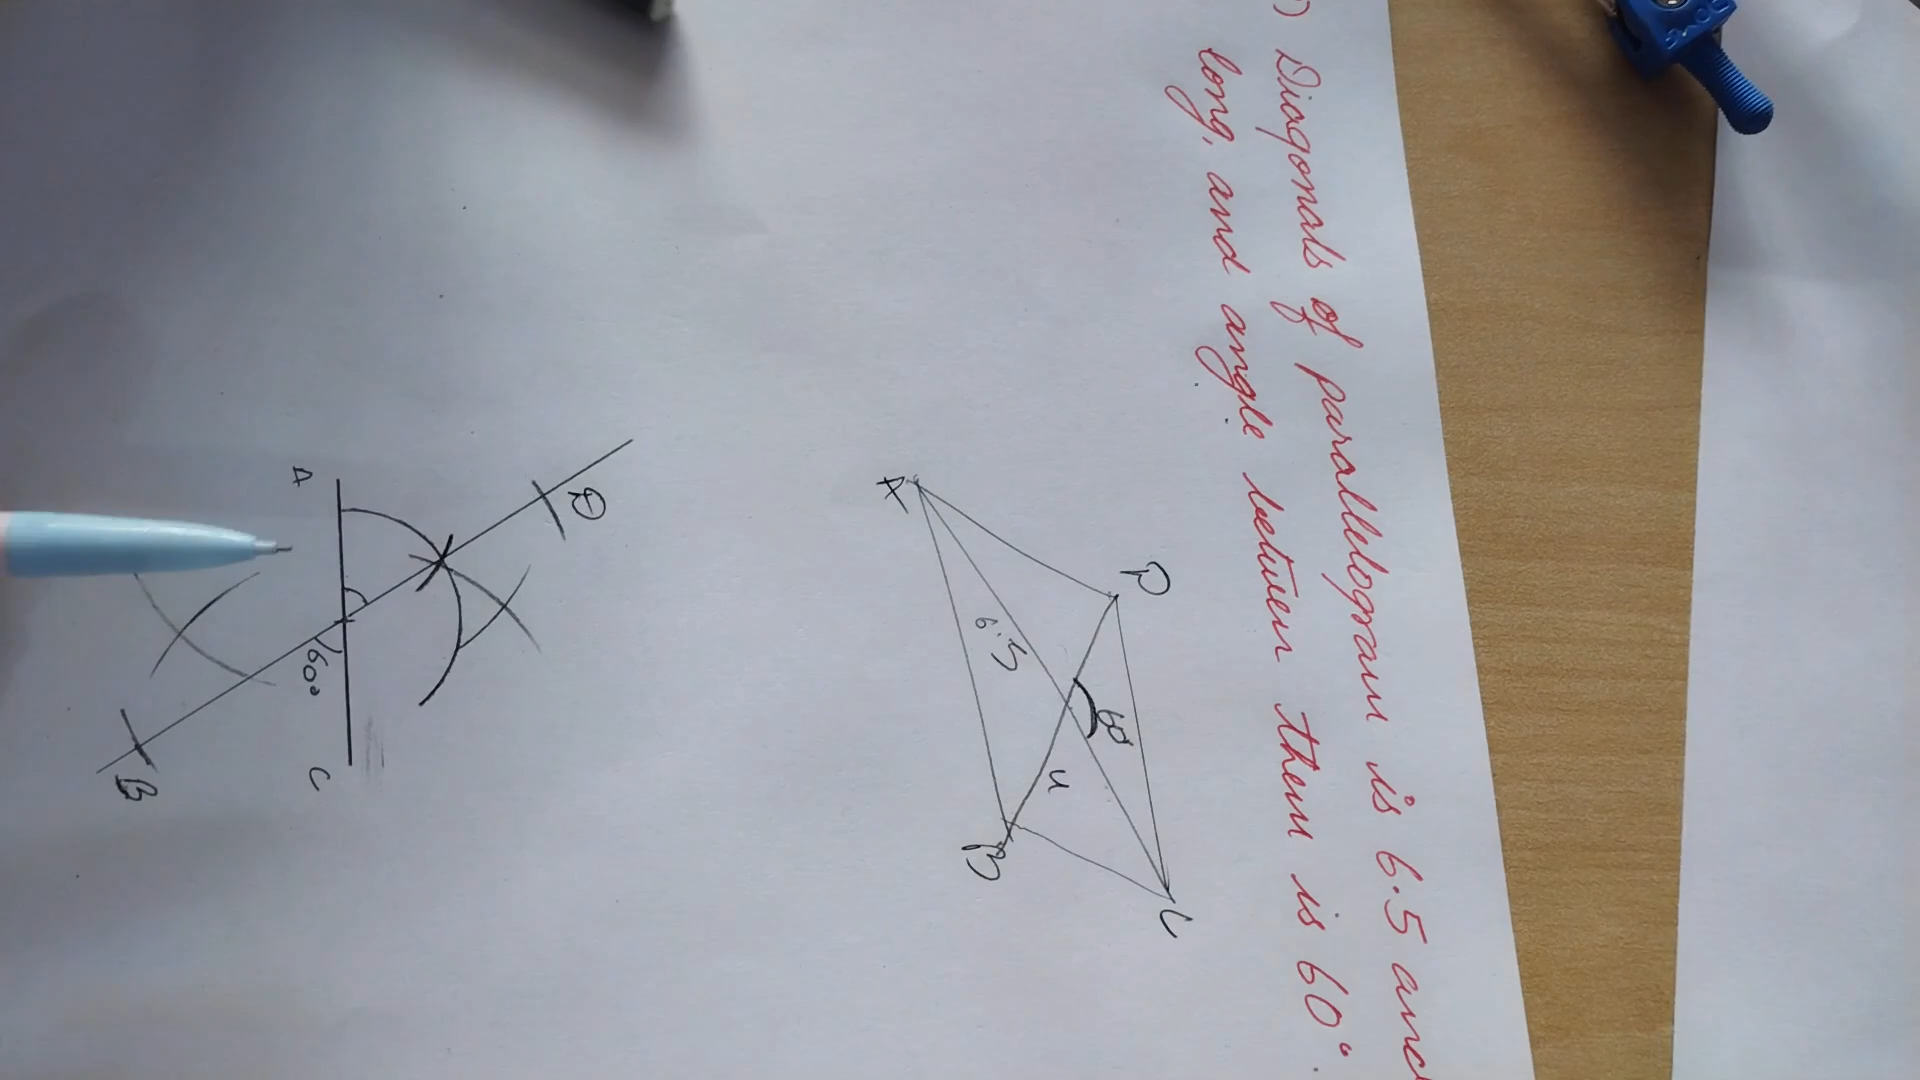 ) Diagonals of parallelogram is 6.5 and
long, and angle between them is 60°.
D
A
6.5
60
4
B
C
D
A
60°
C
B